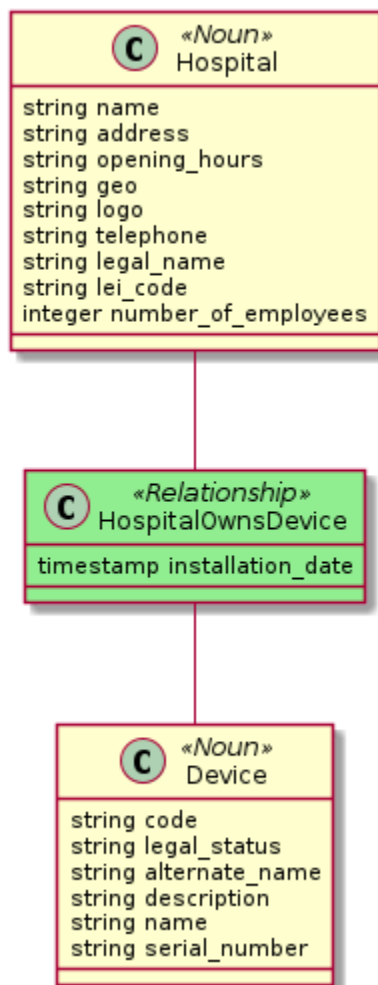 C
«Noun»
Hospital
string name
string address
string opening_hours
string geo
string logo
string telephone
string legal_name
string lei_code
integer number_of_employees
C
«Relationship»
HospitalOwnsDevice
timestamp installation_date
C
«Noun»
Device
string code
string legal_status
string alternate_name
string description
string name
string serial_number